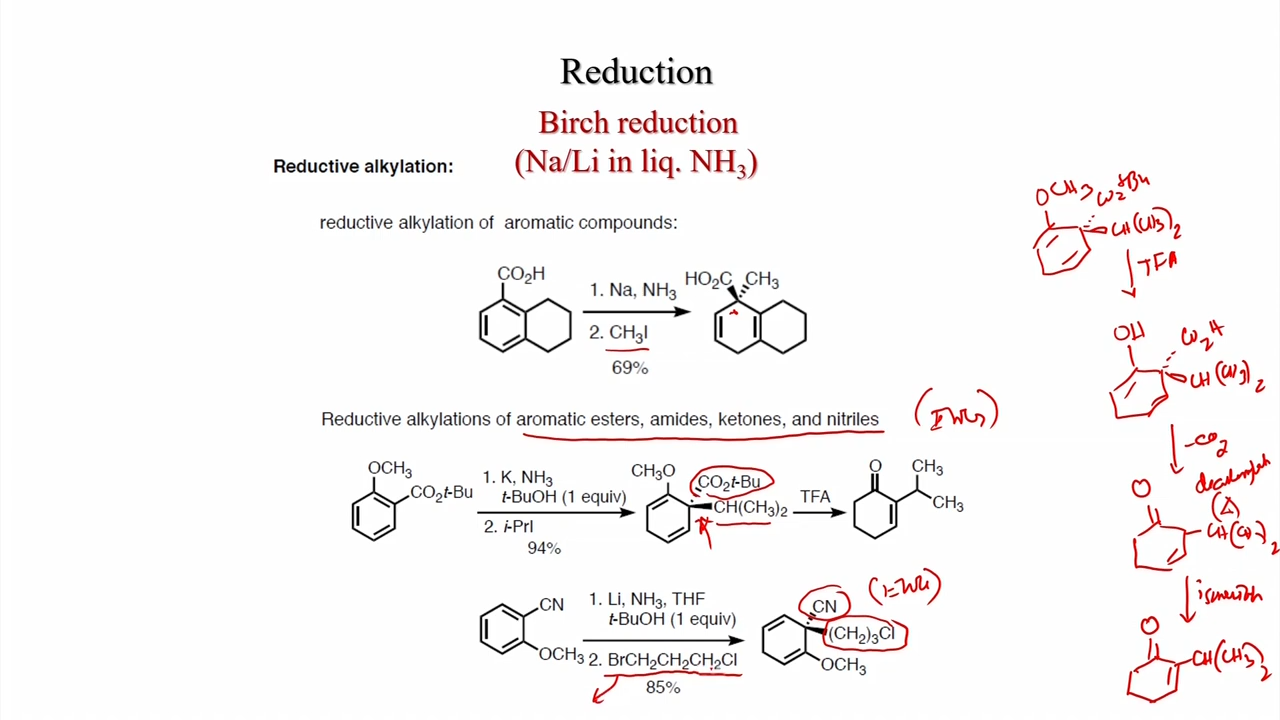 Reduction
Birch reduction
(Na/Li in liq. NH₃)
Reductive alkylation:
reductive alkylation of aromatic compounds:
CO₂H
1. Na, NH₃
2. CH₃I
69%
HO₂C CH₃
Reductive alkylations of aromatic esters, amides, ketones, and nitriles
(EWGs)
OCH₃
CO₂t-Bu
1. K, NH₃
t-BuOH (1 equiv)
2. i-PrI
94%
CH₃O
CO₂t-Bu
CH(CH₃)₂
TFA
O
CH₃
CH₃
CN
OCH₃
1. Li, NH₃, THF
t-BuOH (1 equiv)
2. BrCH₂CH₂CH₂Cl
85%
CN
(CH₂)₃Cl
OCH₃
(EWG)
OCH₃
CO₂tBu
CH(CH₃)₂
TFA
OH
CO₂H
CH(CH₃)₂
-CO₂
(Δ)
O
CH(CH₃)₂
O
CH(CH₃)₂